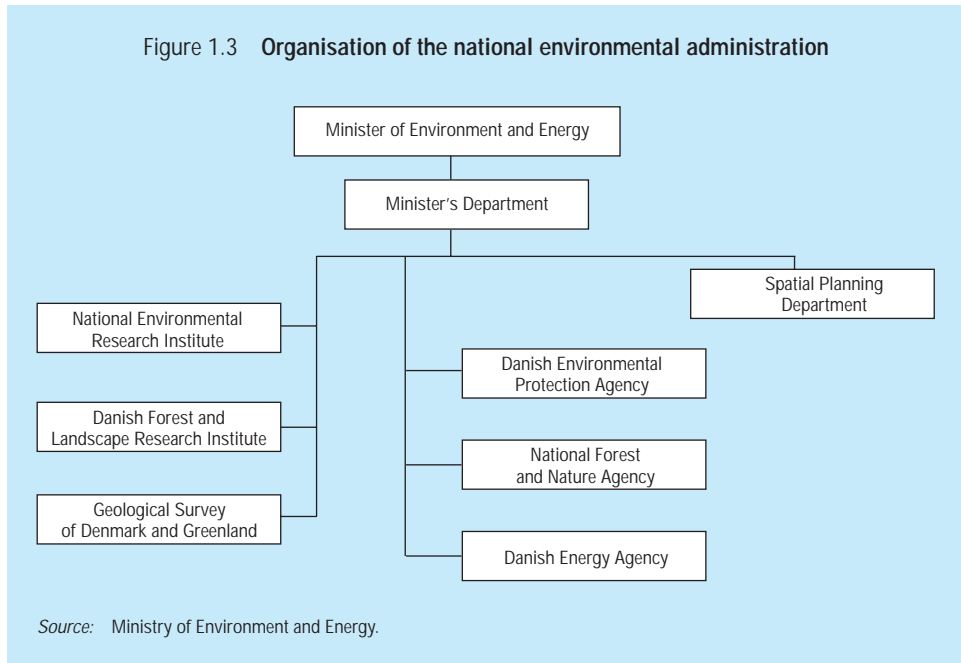 Figure 1.3 Organisation of the national environmental administration
Minister of Environment and Energy
Minister's Department
Spatial Planning
Department
National Environmental
Research Institute
Danish Forest and
Landscape Research Institute
Geological Survey
of Denmark and Greenland
Danish Environmental
Protection Agency
National Forest
and Nature Agency
Danish Energy Agency
Source: Ministry of Environment and Energy.